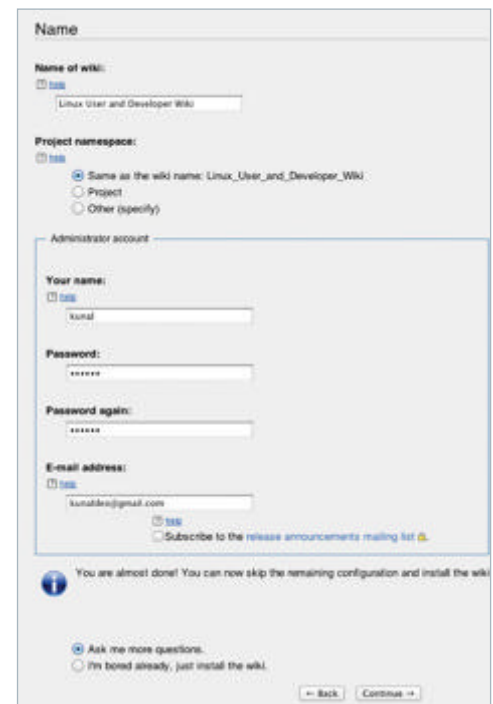 Name
Name of wiki:
help
Linux User and Developer Wiki
Project namespace:
help
Same as the wiki name: Linux_User_and_Developer_Wiki
Project
Other (specify)
Administrator account
Your name:
help
kunal
Password:
••••••
Password again:
••••••
E-mail address:
help
kunaldeo@gmail.com
help
Subscribe to the release announcements mailing list.
You are almost done! You can now skip the remaining configuration and install the wiki
Ask me more questions.
I'm bored already, just install the wiki.
← Back Continue →